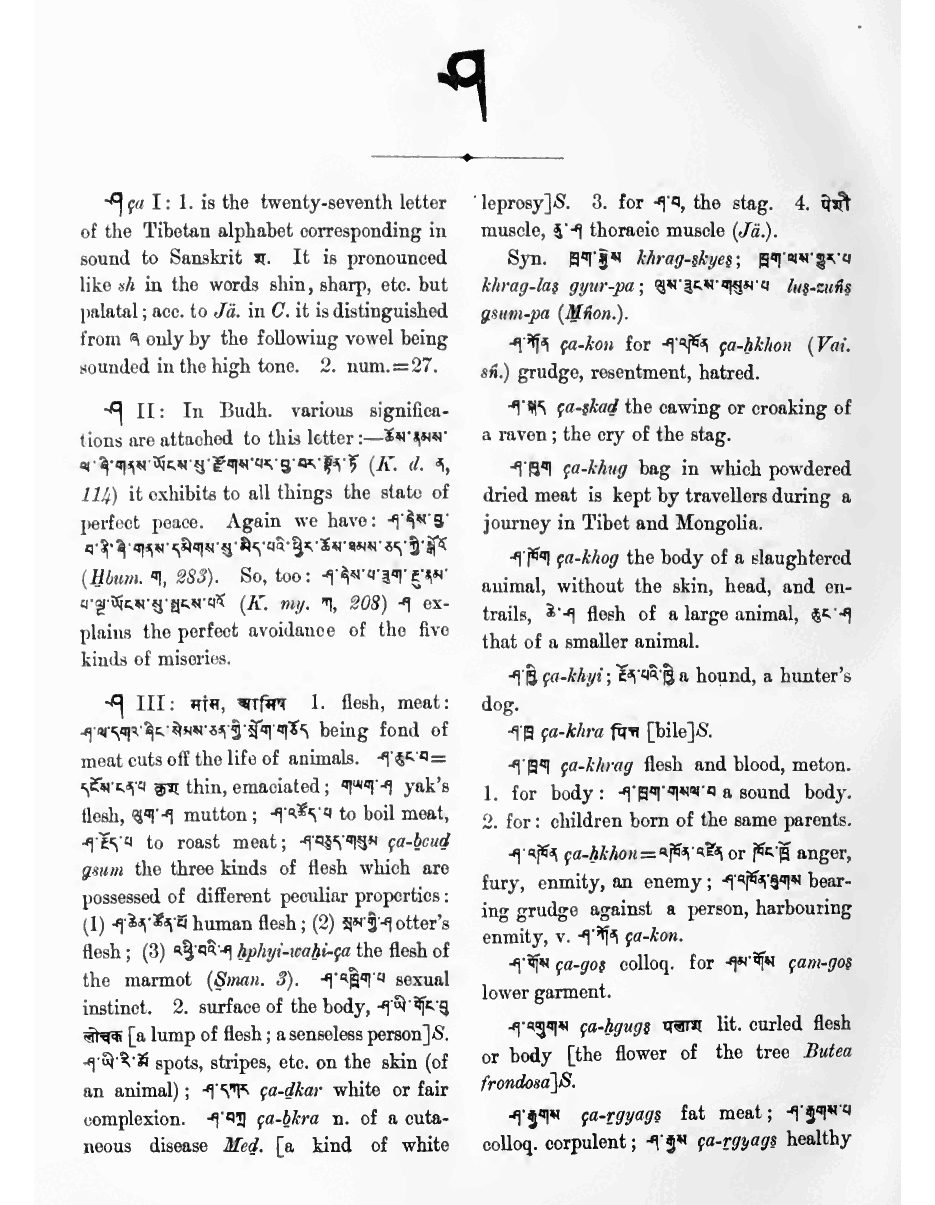 ཤ
ཤ ça I: 1. is the twenty-seventh letter
of the Tibetan alphabet corresponding in
sound to Sanskrit श. It is pronounced
like sh in the words shin, sharp, etc. but
palatal; acc. to Jä. in C. it is distinguished
from ཞ only by the following vowel being
sounded in the high tone. 2. num.=27.
ཤ II: In Budh. various significa-
tions are attached to this letter:—ཆོས་རྣམས་
ལ་ཞི་གནས་ཡོངས་སུ་རྫོགས་པར་ (K. d. ན,
114) it exhibits to all things the state of
perfect peace. Again we have: ཤ་ཞེས་
ཞི་གནས་དམིགས་སུ་མེད་པའི་ཕྱིར་ཆོས་ཐམས་ཅད་ཀྱི་སྒོའོ
(Hbum. ག, 283). So, too: ཤ་ཞེས་པ་
ཡོངས་སུ་སྤངས་པའོ (K. my. ག, 208) ཤ ex-
plains the perfect avoidance of the five
kinds of miseries.
ཤ III: मांस, आमिष 1. flesh, meat:
ཤ་ལ་དགའ་ཞིང་སེམས་ཅན་གྱི་སྲོག་གཅོད being fond of
meat cuts off the life of animals. ཤ་ཆུང་བ=
དངོས་ངན་པ कृश thin, emaciated; གཡག་ཤ yak's
flesh, ལུག་ཤ mutton; ཤ་འཚོད་པ to boil meat,
ཤ་རྔོད་པ to roast meat; ཤ་བཅུད་གསུམ ça-bcud
gsum the three kinds of flesh which are
possessed of different peculiar properties:
(1) ཤ་ཆེན་ human flesh; (2) སྲམ་གྱི་ཤ otter's
flesh; (3) འཕྱི་བའི་ཤ hphyi-waḥi-ça the flesh of
the marmot (Sman. 3). ཤ་འཁྲིག་པ sexual
instinct. 2. surface of the body, ཤ་ཡི་གོང་བུ
लोचक [a lump of flesh; a senseless person]S.
ཤ་ཡི་རི་མོ spots, stripes, etc. on the skin (of
an animal); ཤ་དཀར ça-dkar white or fair
complexion. ཤ་བཀྲ ça-bkra n. of a cuta-
neous disease Med. [a kind of white
leprosy]S. 3. for ཤ་བ, the stag. 4. पेशी
muscle, ནུ་ཤ thoracic muscle (Jä.).
Syn. ཁྲག་སྐྱེས khrag-skyes; ཁྲག་ལས་གྱུར་པ
khrag-las gyur-pa; ལུས་ཟུངས་གསུམ་པ lus-zuṅs
gsum-pa (Mṅon.).
ཤ་ཀོན ça-kon for ཤ་འཁོན ça-ḥkhon (Vai.
sṅ.) grudge, resentment, hatred.
ཤ་སྐད ça-skad the cawing or croaking of
a raven; the cry of the stag.
ཤ་ཁུག ça-khug bag in which powdered
dried meat is kept by travellers during a
journey in Tibet and Mongolia.
ཤ་ཁོག ça-khog the body of a slaughtered
animal, without the skin, head, and en-
trails, ཆེ་ཤ flesh of a large animal, ཆུང་ཤ
that of a smaller animal.
ཤ་ཁྱི ça-khyi; རྔོན་པའི་ཁྱི a hound, a hunter's
dog.
ཤ་ཁྲ ça-khra पित्त [bile]S.
ཤ་ཁྲག ça-khrag flesh and blood, meton.
1. for body: ཤ་ཁྲག་གསལ་བ a sound body.
2. for: children born of the same parents.
ཤ་འཁོན ça-ḥkhon=འཁོན་འཛིན or ཁོང་ཁྲོ anger,
fury, enmity, an enemy; ཤ་འཁོན་ཐུགས bear-
ing grudge against a person, harbouring
enmity, v. ཤ་ཀོན ça-kon.
ཤ་གོས ça-gos colloq. for ཤམ་གོས çam-gos
lower garment.
ཤ་འགུགས ça-ḥgugs पलाश lit. curled flesh
or body [the flower of the tree Butea
frondosa]S.
ཤ་རྒྱགས ça-rgyags fat meat; ཤ་རྒྱགས་པ
colloq. corpulent; ཤ་རྒྱས ça-rgyags healthy